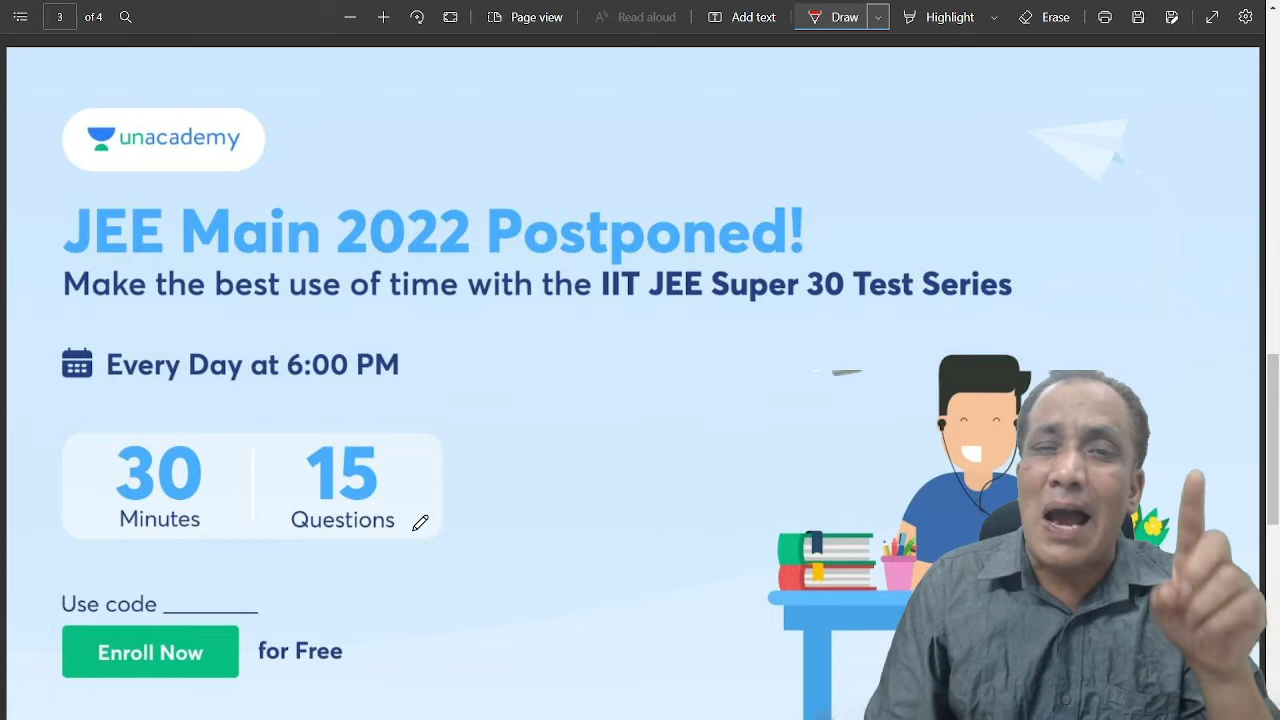 3 of 4 Page view Read aloud Add text Draw Highlight Erase
unacademy
JEE Main 2022 Postponed!
Make the best use of time with the IIT JEE Super 30 Test Series
Every Day at 6:00 PM
30 15
Minutes Questions
Use code ________
Enroll Now for Free